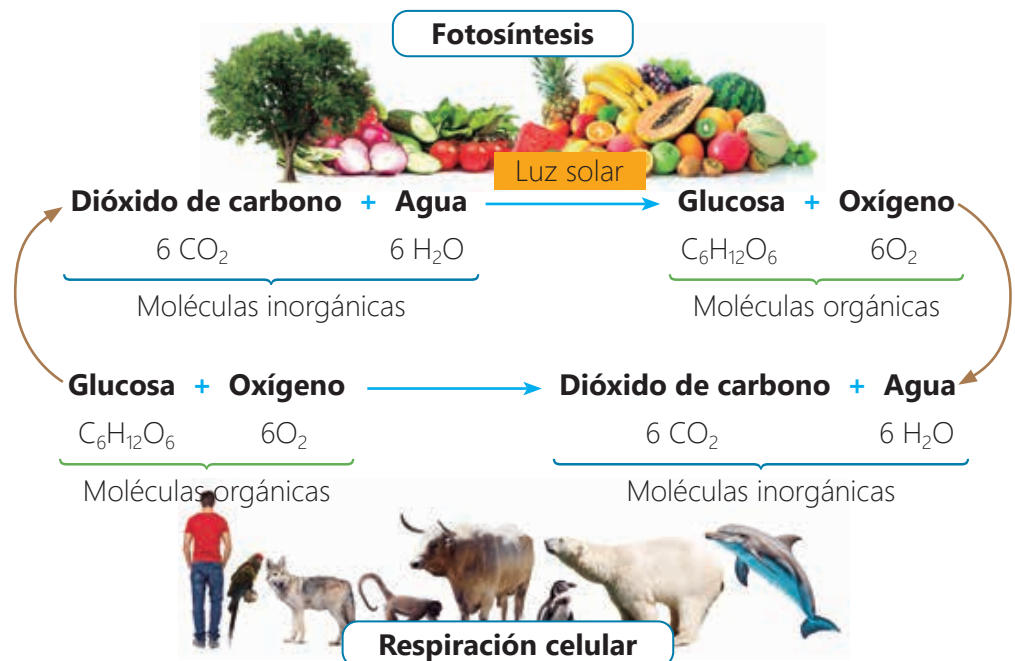 Fotosíntesis
Luz solar
Dióxido de carbono + Agua Glucosa + Oxígeno
6 CO₂ 6 H₂O C₆H₁₂O₆ 6O₂
Moléculas inorgánicas Moléculas orgánicas
Glucosa + Oxígeno Dióxido de carbono + Agua
C₆H₁₂O₆ 6O₂ 6 CO₂ 6 H₂O
Moléculas orgánicas Moléculas inorgánicas
Respiración celular